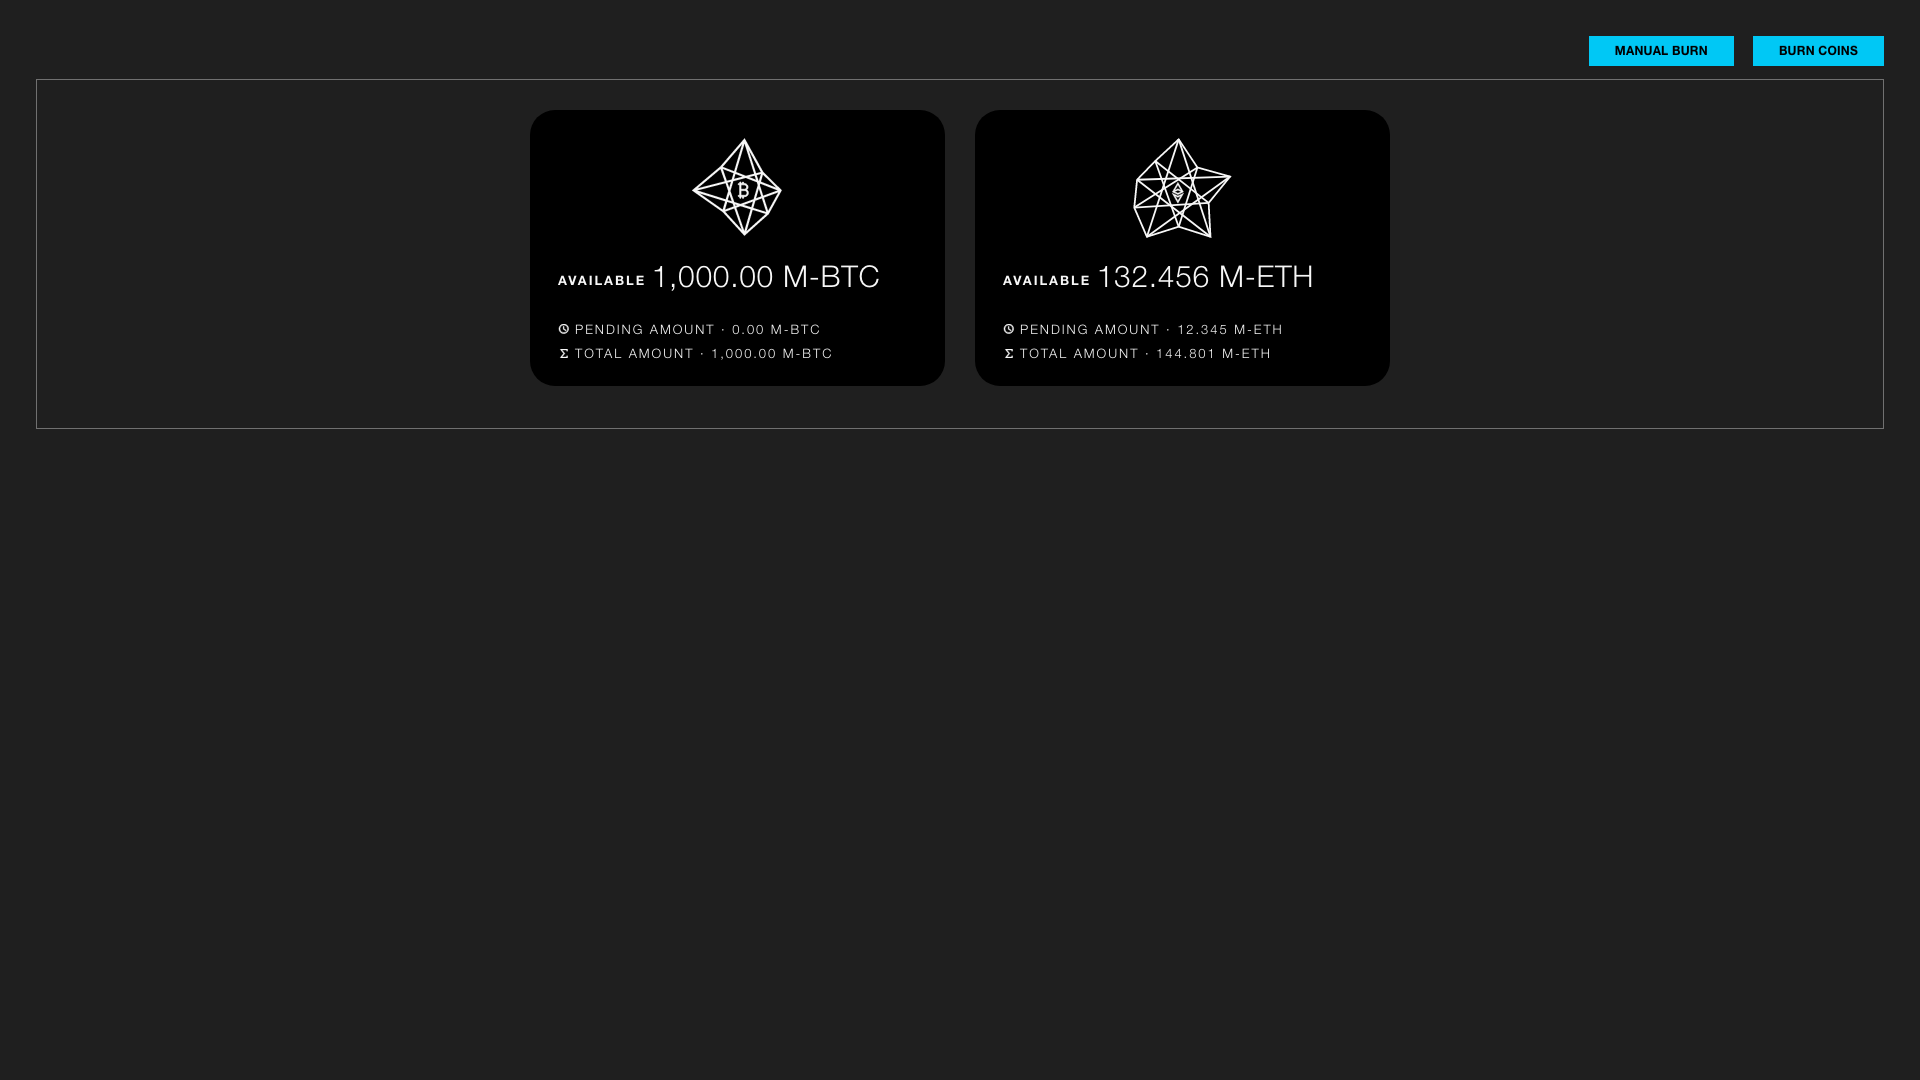 MANUAL BURN
BURN COINS
AVAILABLE 1,000.00 M-BTC
PENDING AMOUNT · 0.00 M-BTC
Σ TOTAL AMOUNT · 1,000.00 M-BTC
AVAILABLE 132.456 M-ETH
PENDING AMOUNT · 12.345 M-ETH
Σ TOTAL AMOUNT · 144.801 M-ETH